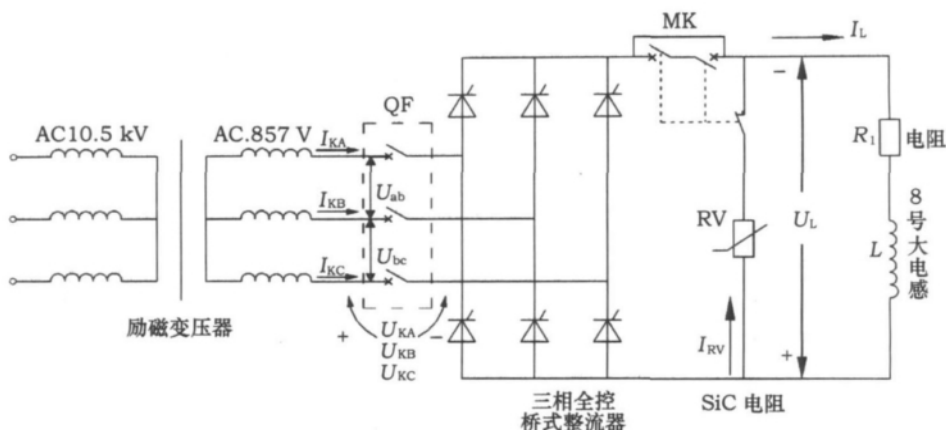 MK
I_L
QF
AC10.5 kV
AC.857 V
I_KA
I_KB
I_KC
U_ab
U_bc
−
R_1
电阻
RV
U_L
L
8号大电感
励磁变压器
+
U_KA
U_KB
U_KC
−
I_RV
+
三相全控
桥式整流器
SiC 电阻